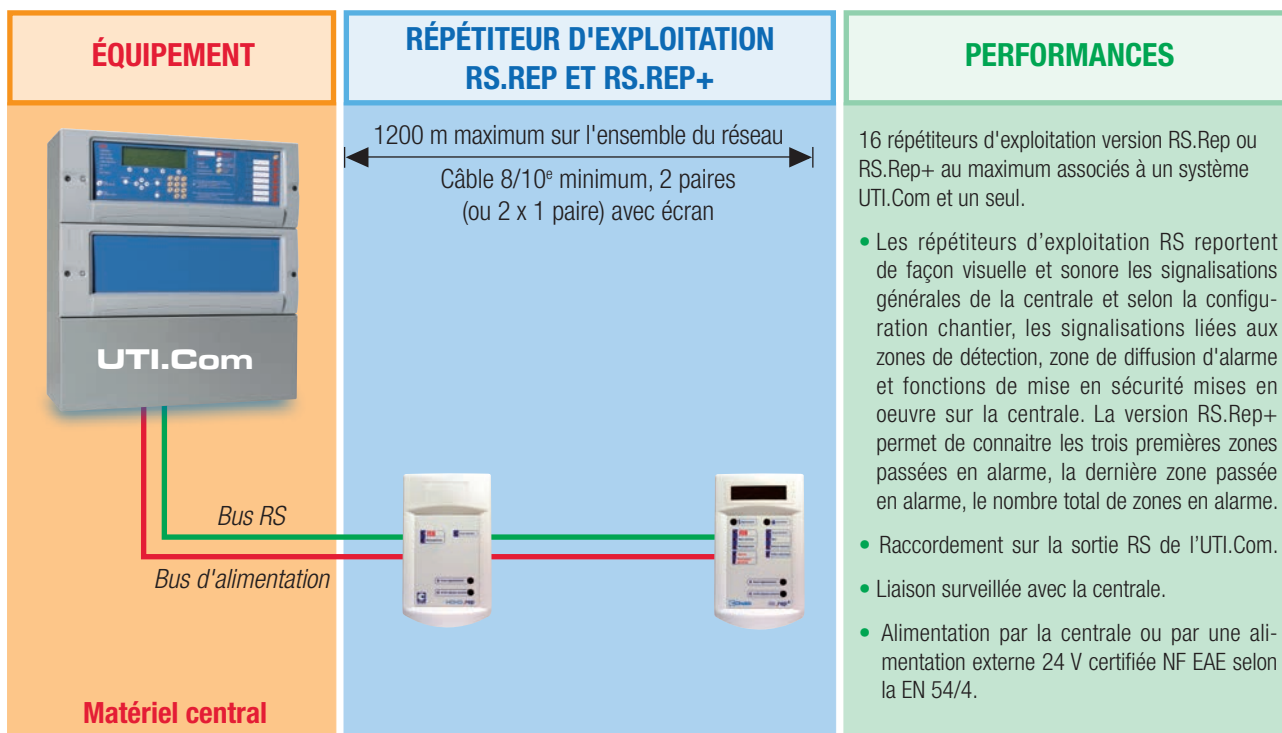 ÉQUIPEMENT
RÉPÉTITEUR D'EXPLOITATION
RS.REP ET RS.REP+
PERFORMANCES
UTI.Com
Bus RS
Bus d'alimentation
Matériel central
1200 m maximum sur l'ensemble du réseau
Câble 8/10e minimum, 2 paires
(ou 2 x 1 paire) avec écran
16 répétiteurs d'exploitation version RS.Rep ou
RS.Rep+ au maximum associés à un système
UTI.Com et un seul.
• Les répétiteurs d’exploitation RS reportent
de façon visuelle et sonore les signalisations
générales de la centrale et selon la configu-
ration chantier, les signalisations liées aux
zones de détection, zone de diffusion d'alarme
et fonctions de mise en sécurité mises en
oeuvre sur la centrale. La version RS.Rep+
permet de connaitre les trois premières zones
passées en alarme, la dernière zone passée
en alarme, le nombre total de zones en alarme.
• Raccordement sur la sortie RS de l’UTI.Com.
• Liaison surveillée avec la centrale.
• Alimentation par la centrale ou par une ali-
mentation externe 24 V certifiée NF EAE selon
la EN 54/4.